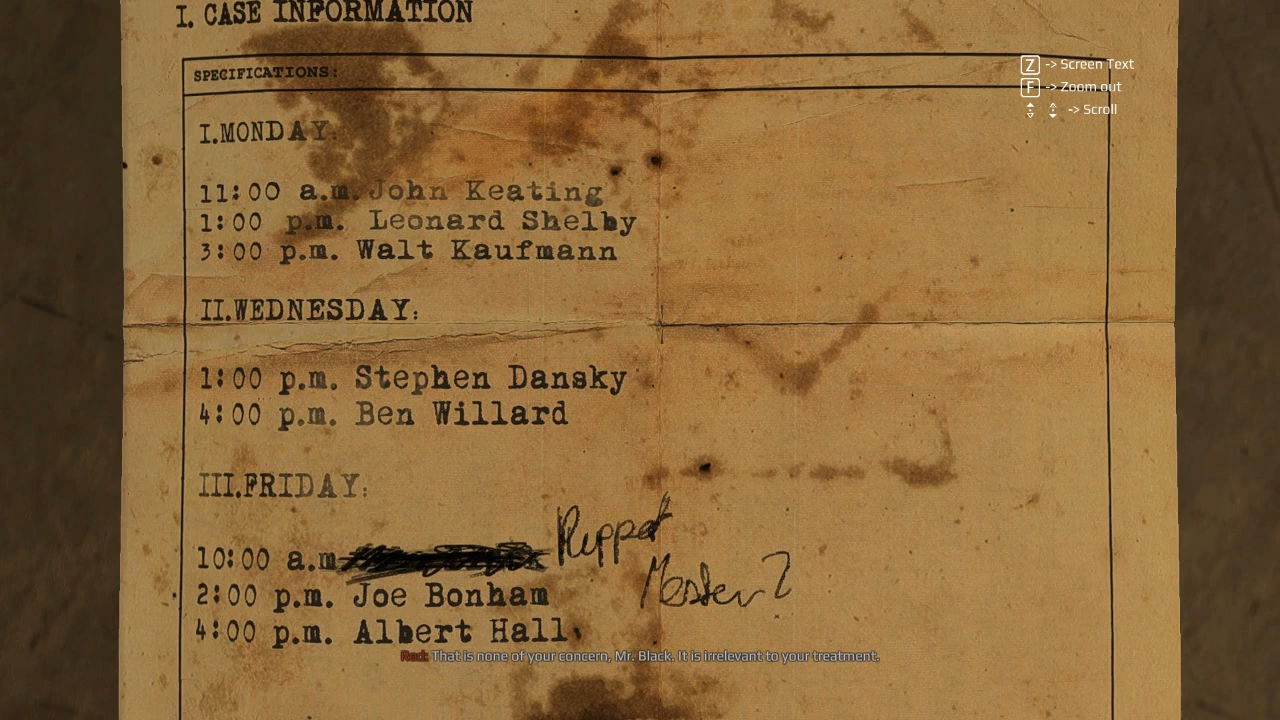 I. CASE INFORMATION
SPECIFICATIONS:
Z -> Screen Text
F -> Zoom out
-> Scroll
I.MONDAY:
11:00 a.m. John Keating
1:00 p.m. Leonard Shelby
3:00 p.m. Walt Kaufmann
II.WEDNESDAY:
1:00 p.m. Stephen Dansky
4:00 p.m. Ben Willard
III.FRIDAY:
10:00 a.m Puppet
Master?
2:00 p.m. Joe Bonham
4:00 p.m. Albert Hall
Red: That is none of your concern, Mr. Black. It is irrelevant to your treatment.